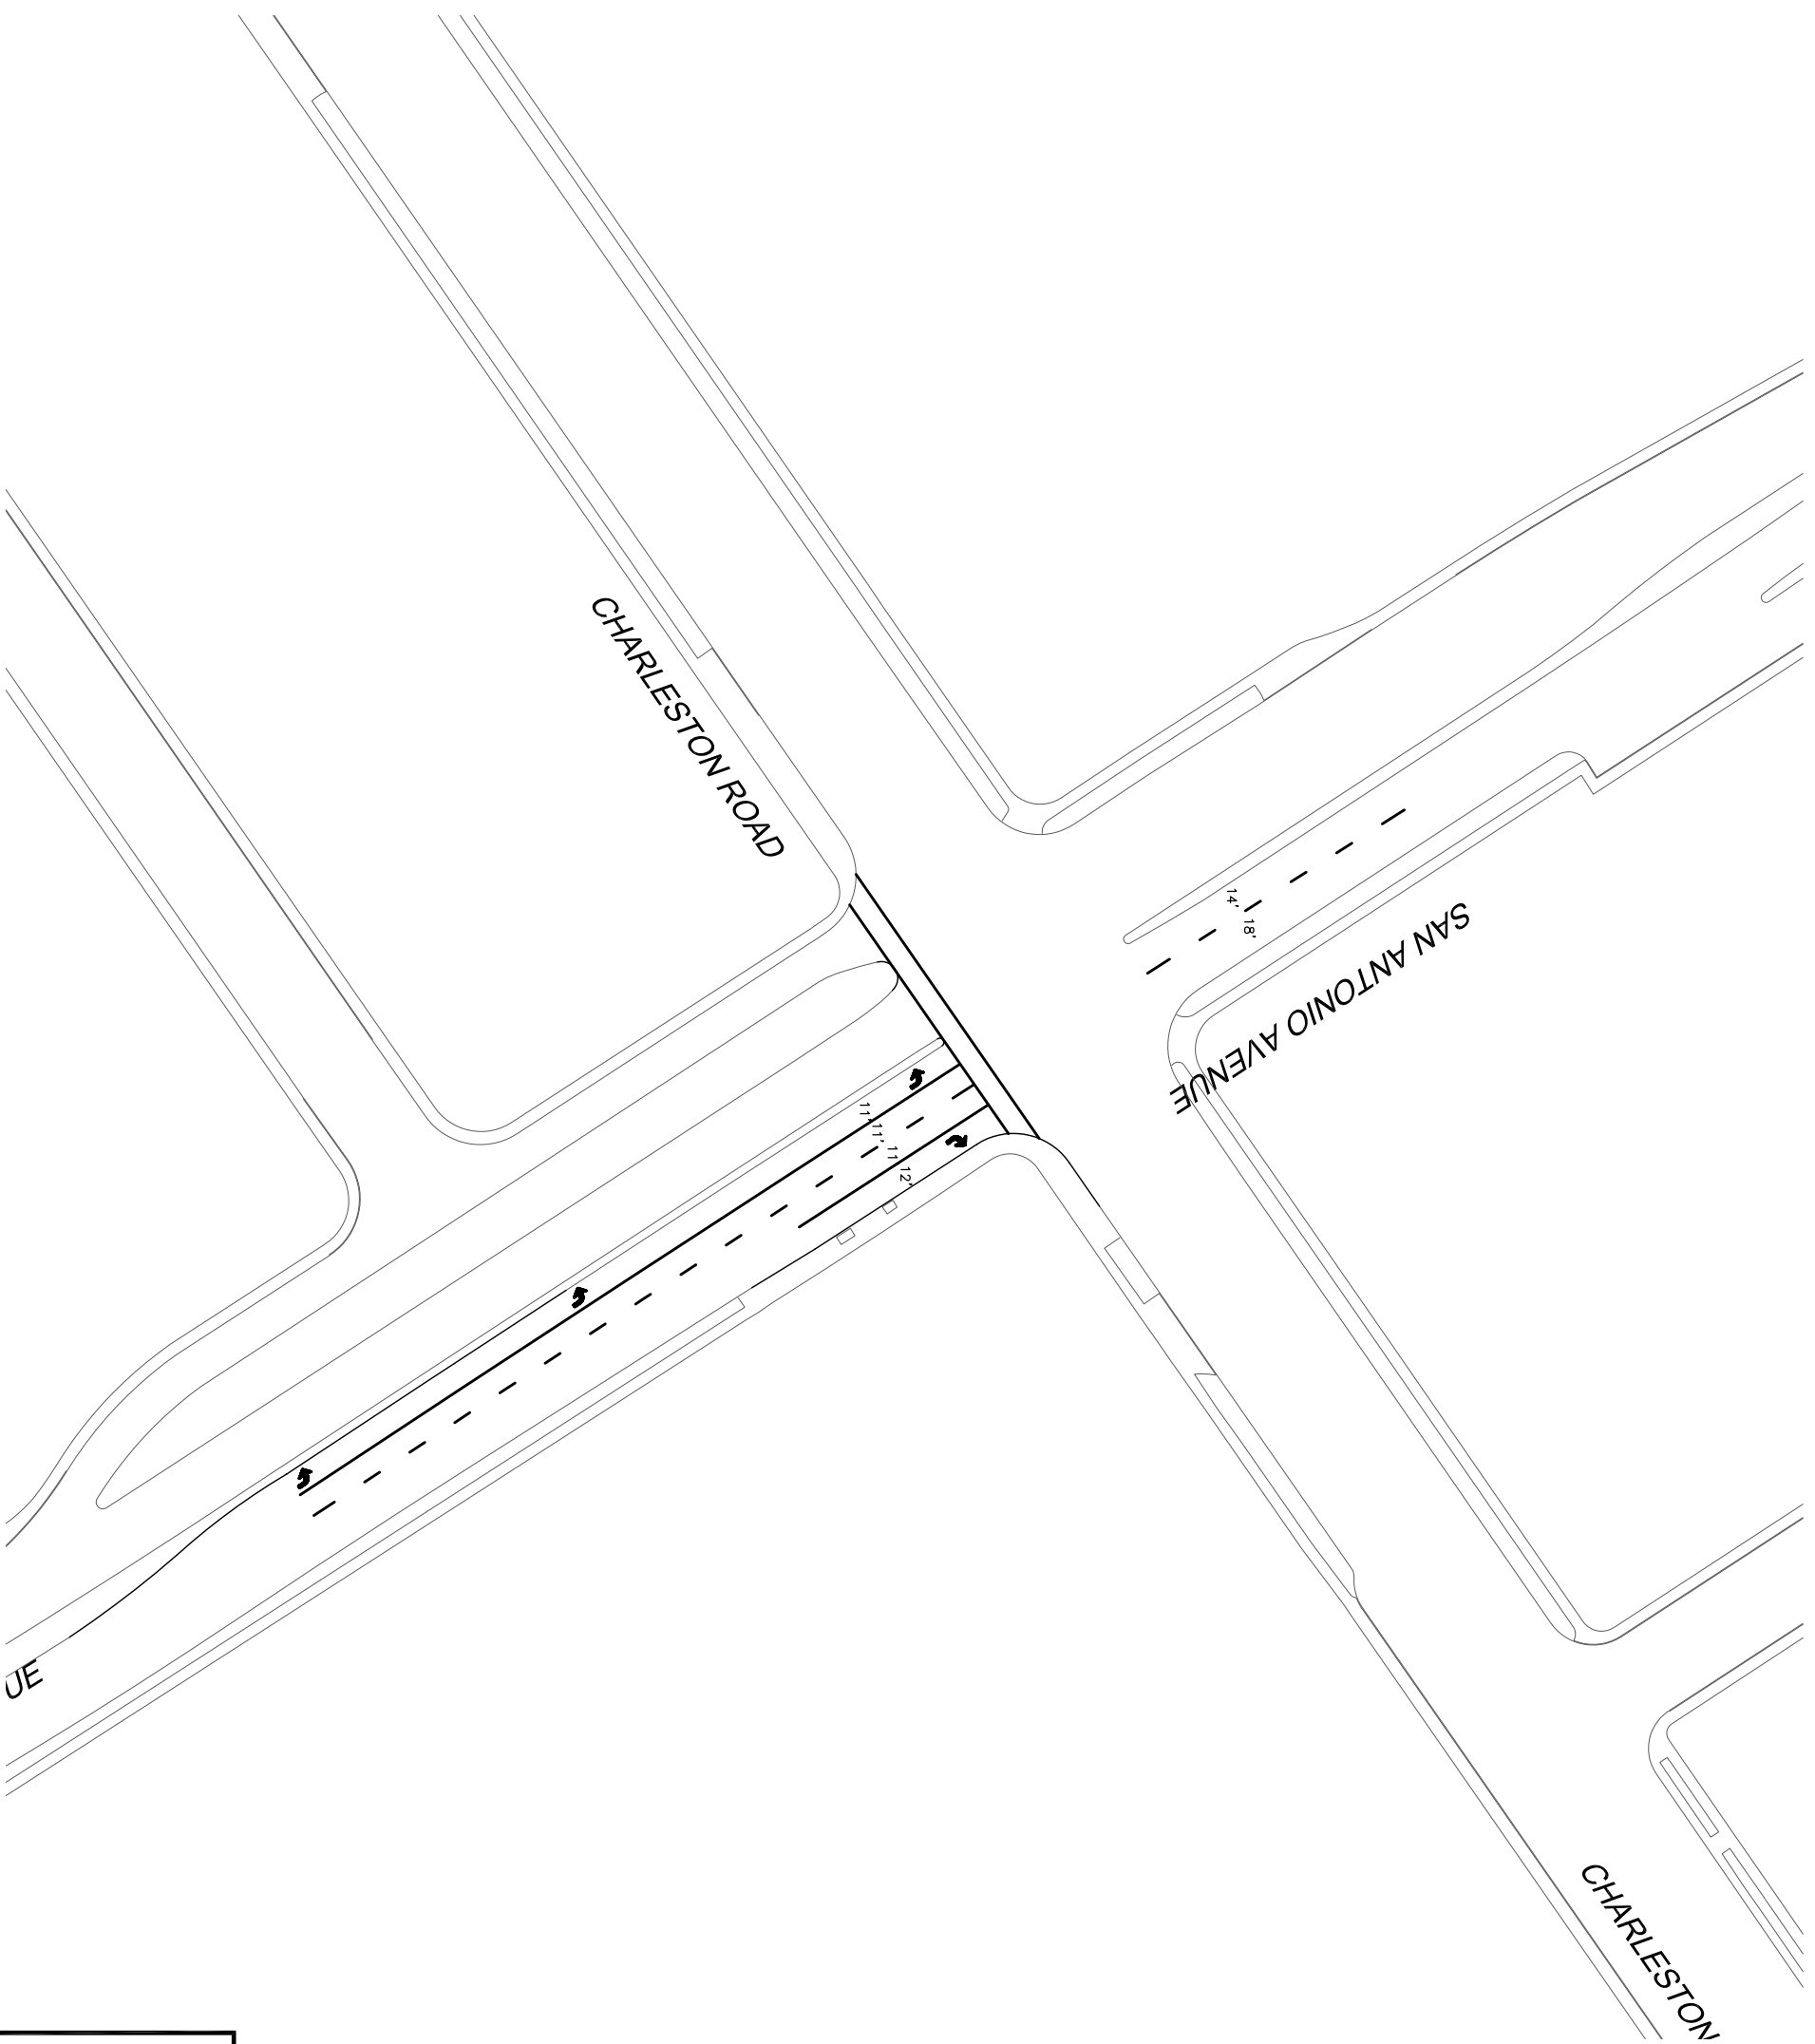 CHARLESTON ROAD
14'
18'
SAN ANTONIO AVENUE
11'
11'
11
12'
UE
CHARLESTON